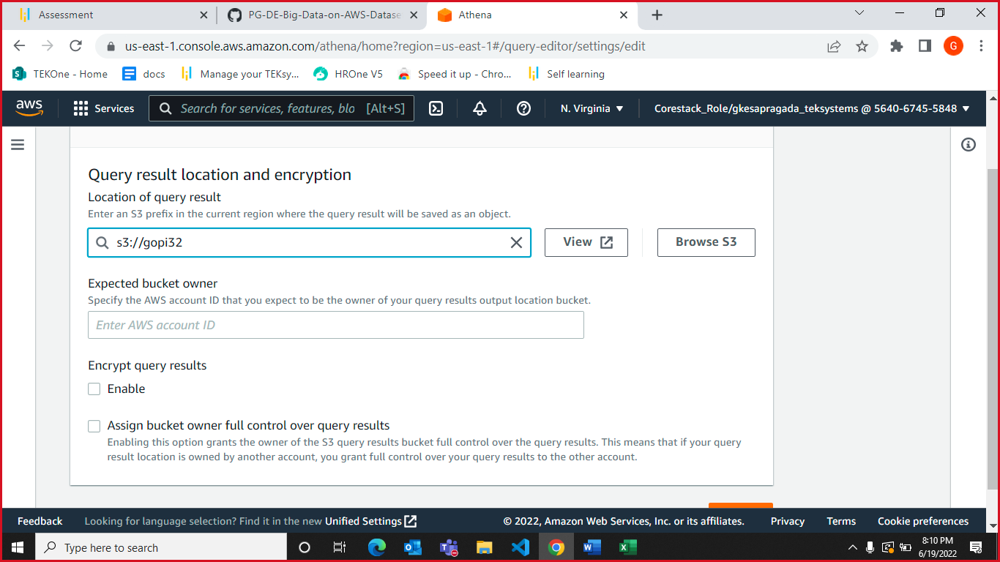 Assessment
PG-DE-Big-Data-on-AWS-Datase
Athena
us-east-1.console.aws.amazon.com/athena/home?region=us-east-1#/query-editor/settings/edit
G
TEKOne - Home
docs
Manage your TEKsy...
HROne V5
Speed it up - Chro...
Self learning
aws
Services
Search for services, features, blo [Alt+S]
N. Virginia
Corestack_Role/gkesapragada_teksystems @ 5640-6745-5848
Query result location and encryption
Location of query result
Enter an S3 prefix in the current region where the query result will be saved as an object.
s3://gopi32
View
Browse S3
Expected bucket owner
Specify the AWS account ID that you expect to be the owner of your query results output location bucket.
Enter AWS account ID
Encrypt query results
Enable
Assign bucket owner full control over query results
Enabling this option grants the owner of the S3 query results bucket full control over the query results. This means that if your query
result location is owned by another account, you grant full control over your query results to the other account.
Feedback
Looking for language selection? Find it in the new Unified Settings
© 2022, Amazon Web Services, Inc. or its affiliates.
Privacy
Terms
Cookie preferences
Type here to search
8:10 PM
6/19/2022